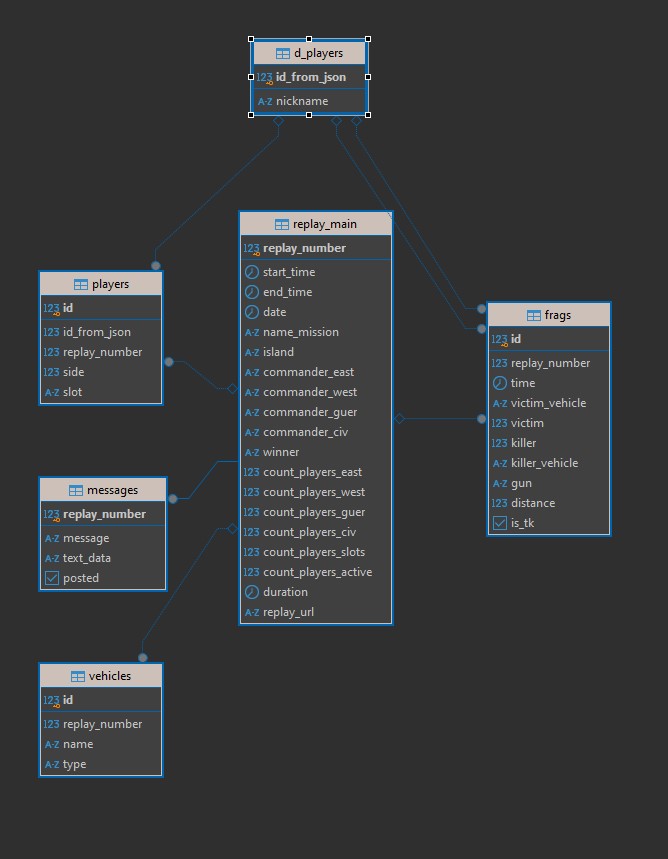 d_players
123 id_from_json
A-Z nickname
replay_main
123 replay_number
start_time
end_time
date
A-Z name_mission
A-Z island
A-Z commander_east
A-Z commander_west
A-Z commander_guer
A-Z commander_civ
A-Z winner
123 count_players_east
123 count_players_west
123 count_players_guer
123 count_players_civ
123 count_players_slots
123 count_players_active
duration
A-Z replay_url
players
123 id
123 id_from_json
123 replay_number
123 side
A-Z slot
frags
123 id
123 replay_number
time
A-Z victim_vehicle
123 victim
123 killer
A-Z killer_vehicle
A-Z gun
123 distance
is_tk
messages
123 replay_number
A-Z message
A-Z text_data
posted
vehicles
123 id
123 replay_number
A-Z name
A-Z type